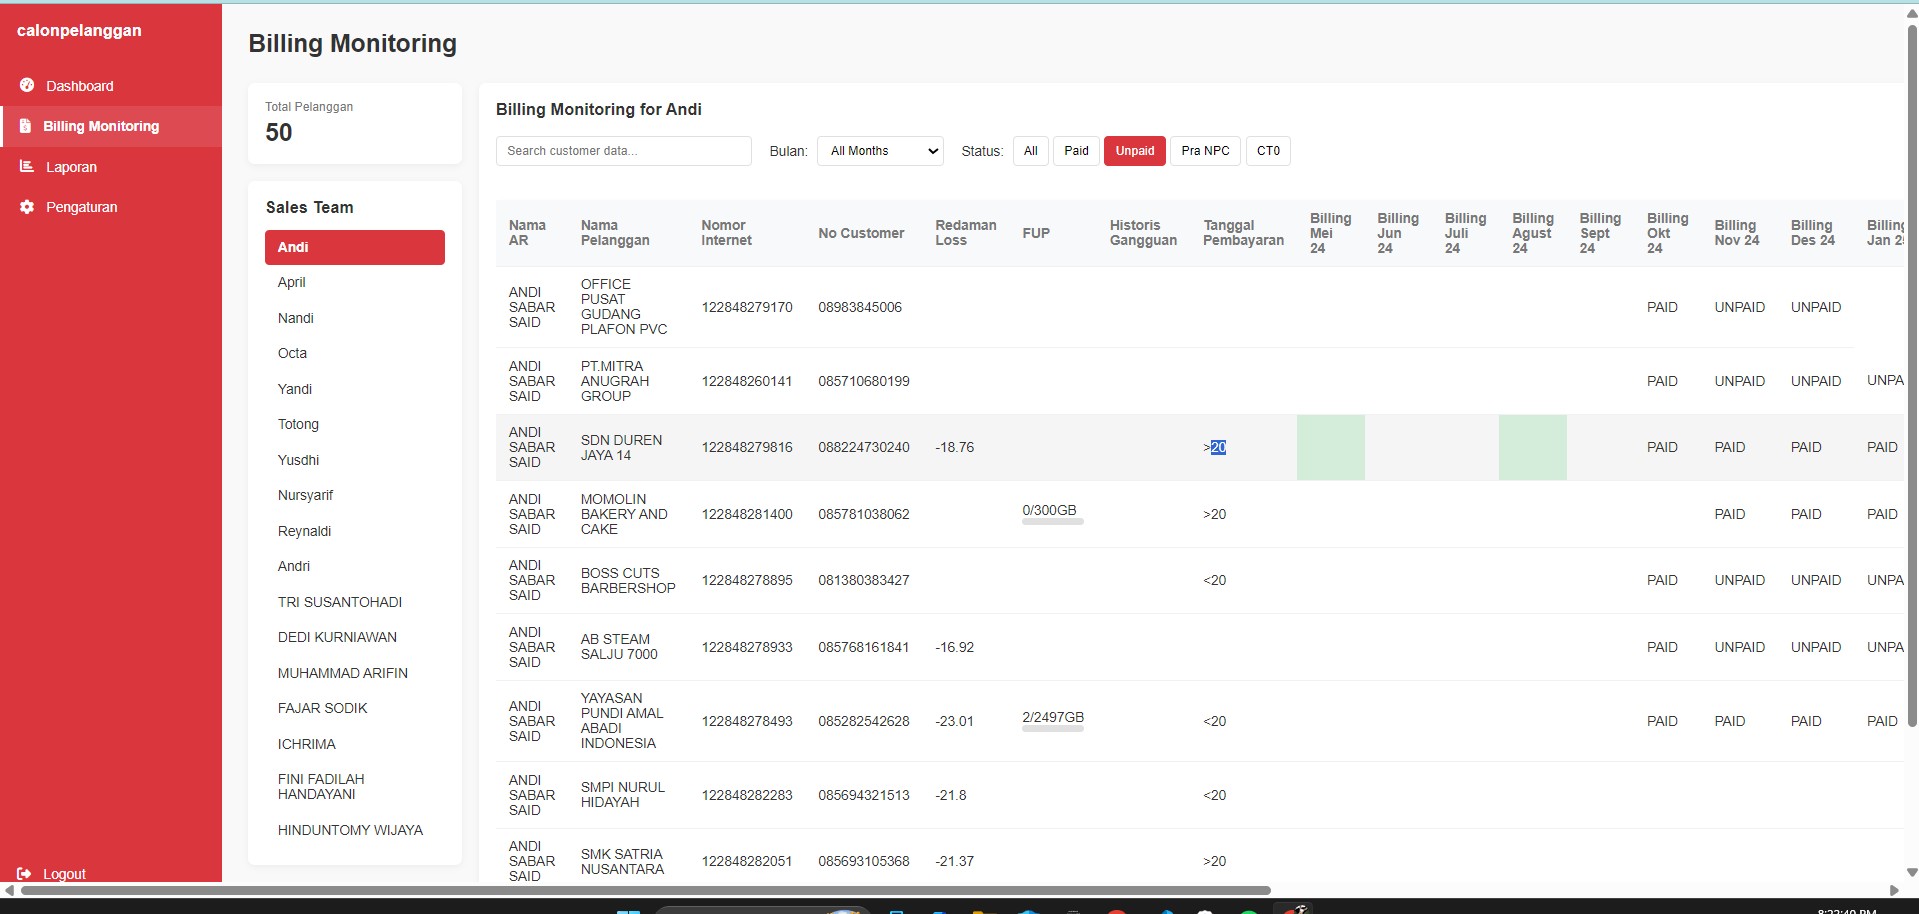 calonpelanggan
Dashboard
Billing Monitoring
Laporan
Pengaturan
Logout
Billing Monitoring
Total Pelanggan
50
Sales Team
Andi
April
Nandi
Octa
Yandi
Totong
Yusdhi
Nursyarif
Reynaldi
Andri
TRI SUSANTOHADI
DEDI KURNIAWAN
MUHAMMAD ARIFIN
FAJAR SODIK
ICHRIMA
FINI FADILAH
HANDAYANI
HINDUNTOMY WIJAYA
Billing Monitoring for Andi
Search customer data... Bulan: All Months Status: All Paid Unpaid Pra NPC CT0
Nama
AR
Nama
Pelanggan
Nomor
Internet
No Customer
Redaman
Loss
FUP
Historis
Gangguan
Tanggal
Pembayaran
Billing
Mei
24
Billing
Jun
24
Billing
Juli
24
Billing
Agust
24
Billing
Sept
24
Billing
Okt
24
Billing
Nov 24
Billing
Des 24
Billing
Jan
ANDI
SABAR
SAID
OFFICE
PUSAT
GUDANG
PLAFON PVC
122848279170 08983845006 PAID UNPAID UNPAID
ANDI
SABAR
SAID
PT.MITRA
ANUGRAH
GROUP
122848260141 085710680199 PAID UNPAID UNPAID UNPA
ANDI
SABAR
SAID
SDN DUREN
JAYA 14
122848279816 088224730240 -18.76 >20 PAID PAID PAID PAID
ANDI
SABAR
SAID
MOMOLIN
BAKERY AND
CAKE
122848281400 085781038062 0/300GB >20 PAID PAID PAID
ANDI
SABAR
SAID
BOSS CUTS
BARBERSHOP
122848278895 081380383427 <20 PAID UNPAID UNPAID UNPA
ANDI
SABAR
SAID
AB STEAM
SALJU 7000
122848278933 085768161841 -16.92 PAID UNPAID UNPAID UNPA
ANDI
SABAR
SAID
YAYASAN
PUNDI AMAL
ABADI
INDONESIA
122848278493 085282542628 -23.01 2/2497GB <20 PAID PAID PAID PAID
ANDI
SABAR
SAID
SMPI NURUL
HIDAYAH
122848282283 085694321513 -21.8 <20
ANDI
SABAR
SAID
SMK SATRIA
NUSANTARA
122848282051 085693105368 -21.37 >20